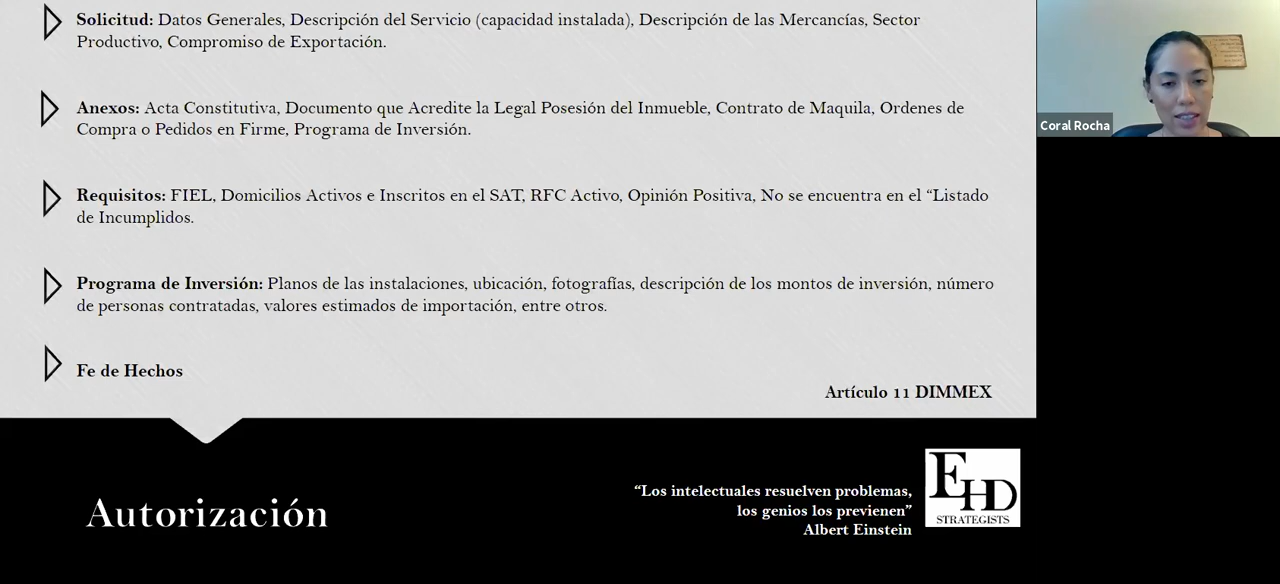 Solicitud: Datos Generales, Descripción del Servicio (capacidad instalada), Descripción de las Mercancías, Sector
Productivo, Compromiso de Exportación.
Anexos: Acta Constitutiva, Documento que Acredite la Legal Posesión del Inmueble, Contrato de Maquila, Ordenes de
Compra o Pedidos en Firme, Programa de Inversión.
Requisitos: FIEL, Domicilios Activos e Inscritos en el SAT, RFC Activo, Opinión Positiva, No se encuentra en el “Listado
de Incumplidos.
Programa de Inversión: Planos de las instalaciones, ubicación, fotografías, descripción de los montos de inversión, número
de personas contratadas, valores estimados de importación, entre otros.
Fe de Hechos
Artículo 11 DIMMEX
Autorización
“Los intelectuales resuelven problemas,
los genios los previenen”
Albert Einstein
EHD
STRATEGISTS
Coral Rocha